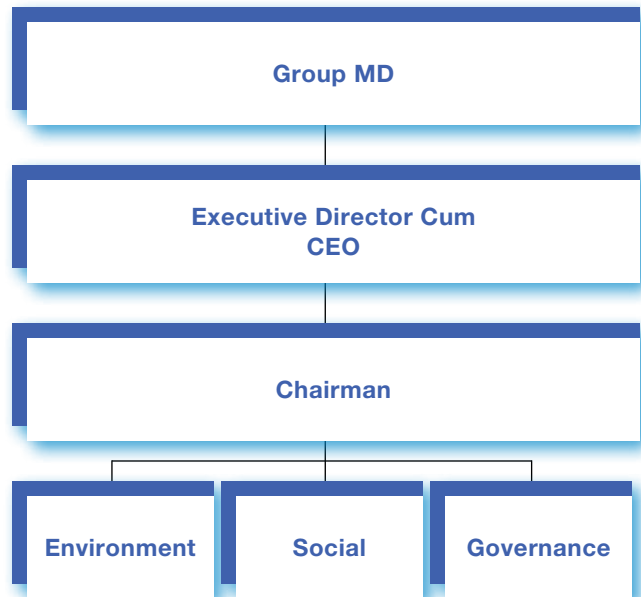 Group MD
Executive Director Cum
CEO
Chairman
Environment
Social
Governance